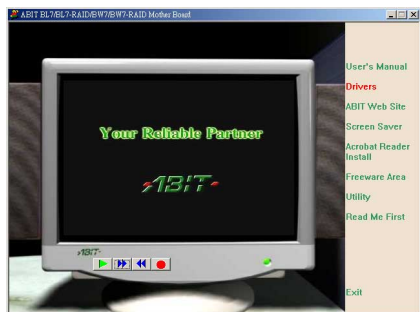 ABIT BL7/BL7-RAID/BW7/BW7-RAID Mother Board
Your Reliable Partner
ABIT
ABIT
User's Manual
Drivers
ABIT Web Site
Screen Saver
Acrobat Reader
Install
Freeware Area
Utility
Read Me First
Exit